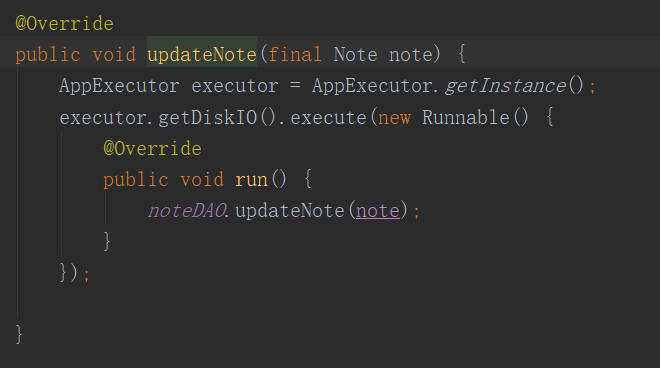 @Override
public void updateNote(final Note note) {
AppExecutor executor = AppExecutor.getInstance();
executor.getDiskIO().execute(new Runnable() {
@Override
public void run() {
noteDAO.updateNote(note);
}
});
}